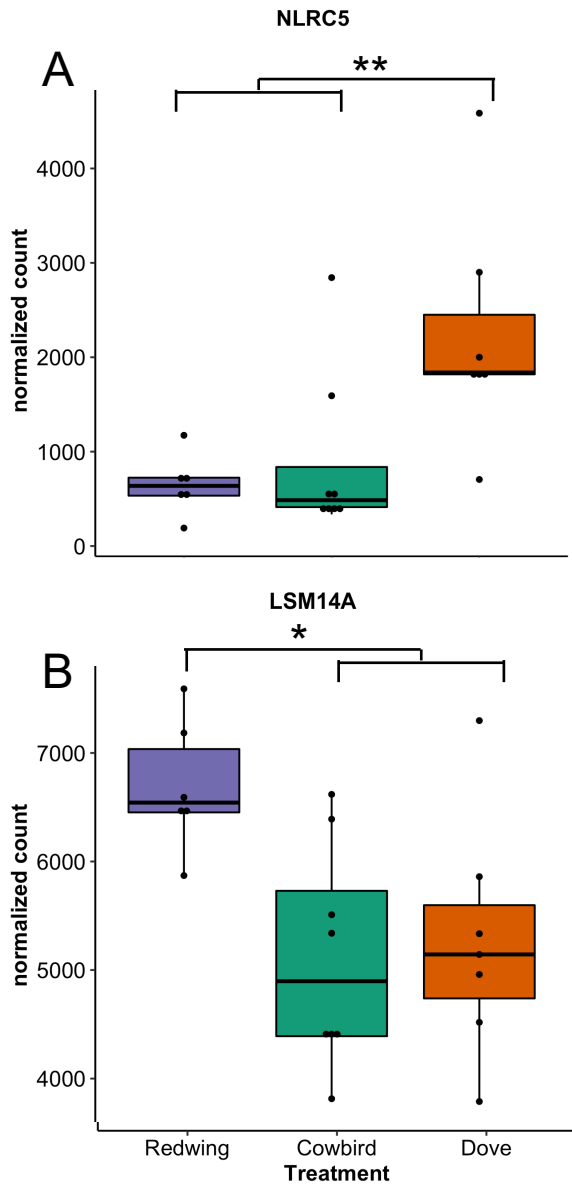 NLRC5
A
**
normalized count
4000
3000
2000
1000
0
LSM14A
B
*
normalized count
7000
6000
5000
4000
Redwing Cowbird Dove
Treatment